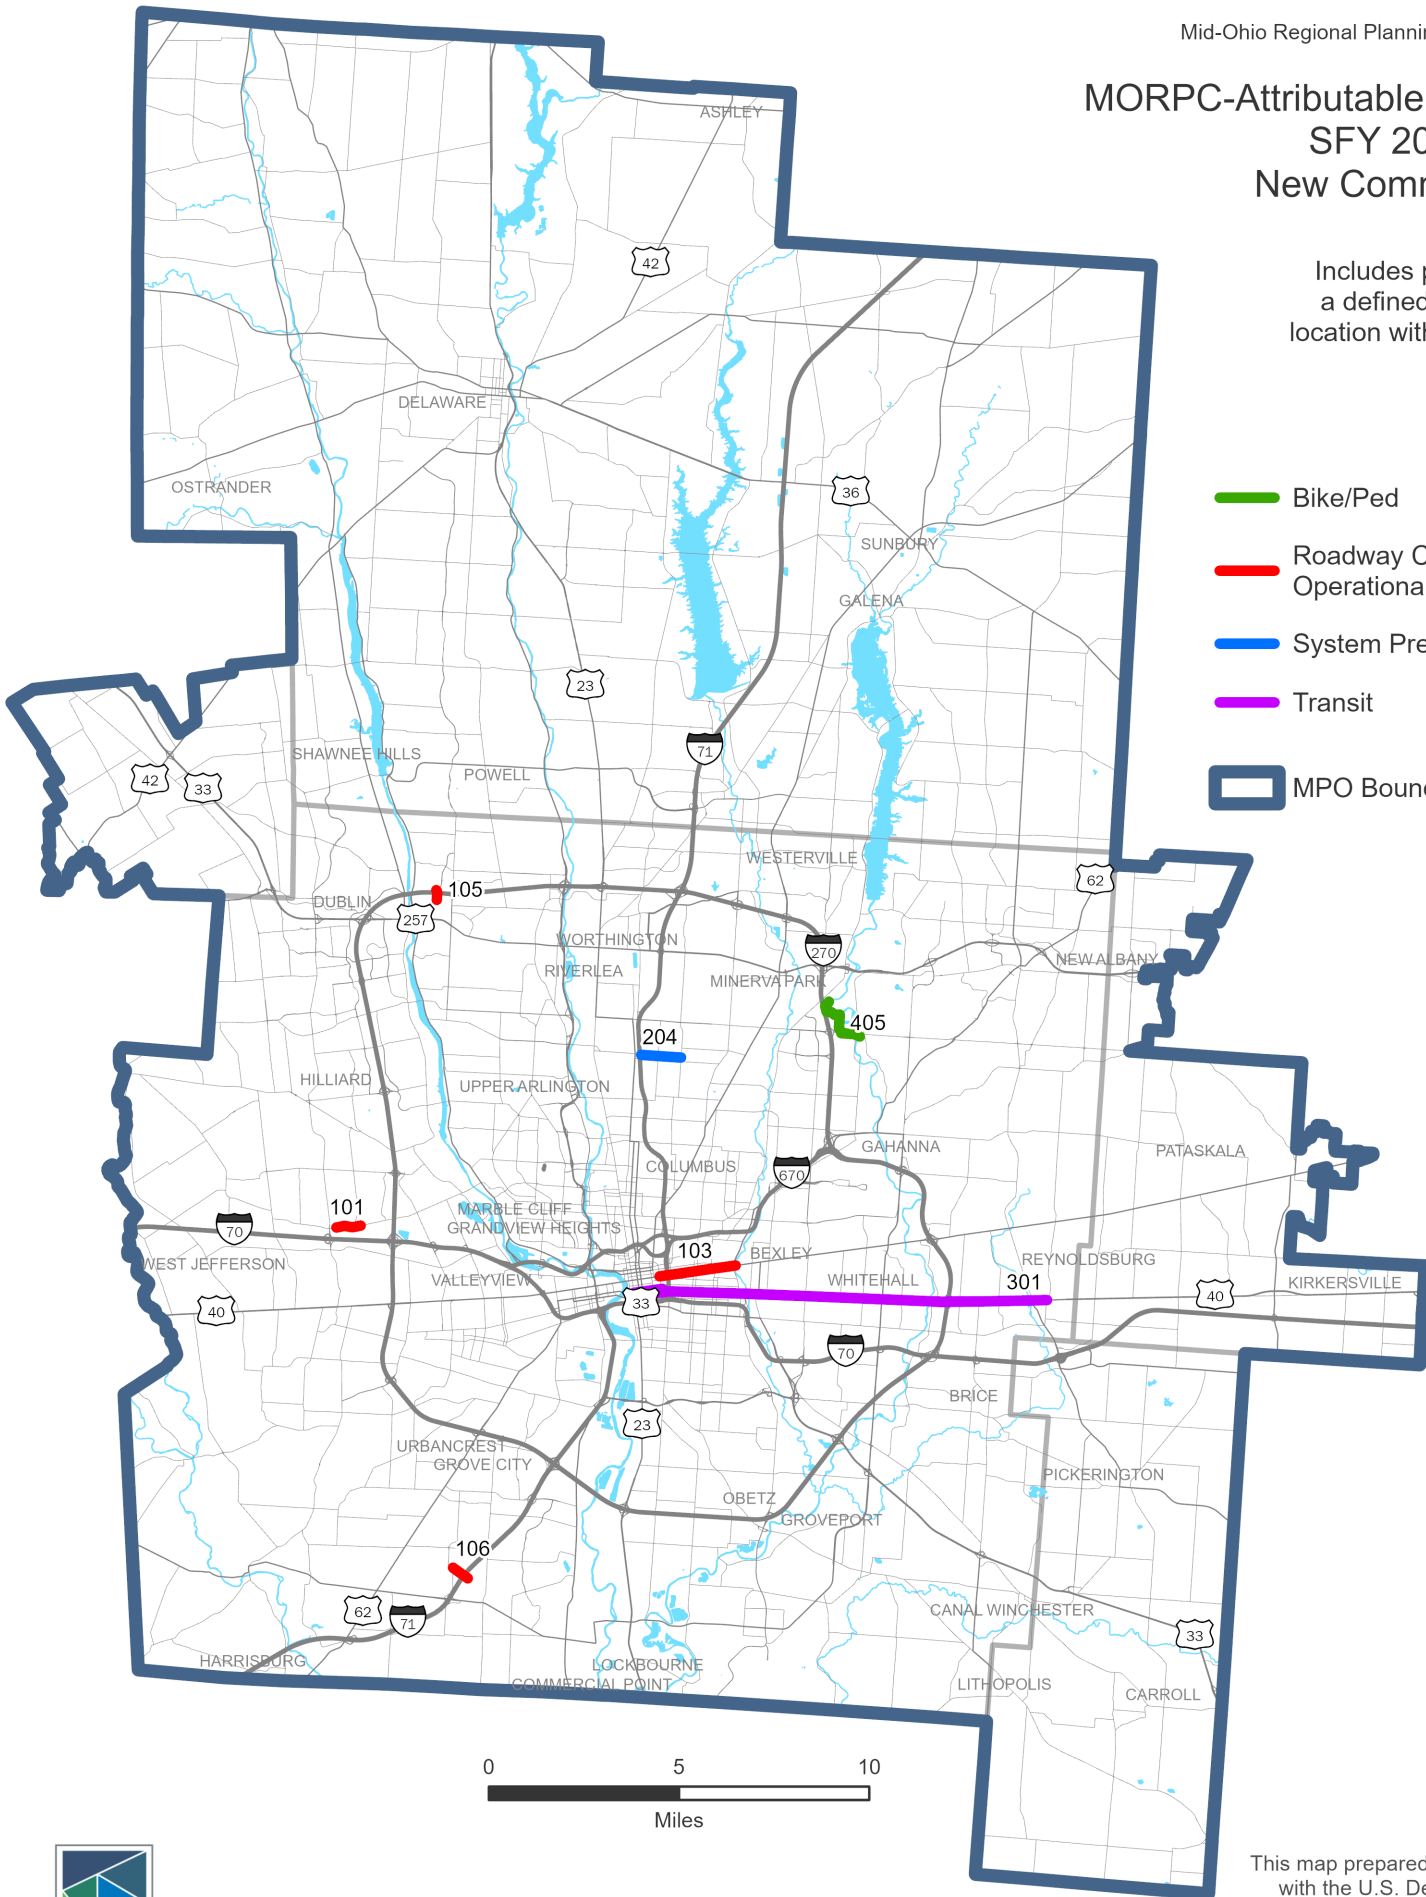 Mid-Ohio Regional Plannin
MORPC-Attributable
SFY 20
New Comm
Includes p
a defined
location with
ASHLEY
42
DELAWARE
OSTRANDER
36
SUNBURY
GALENA
Bike/Ped
Roadway C
Operationa
System Pre
Transit
MPO Boun
23
71
SHAWNEE HILLS
POWELL
42
33
WESTERVILLE
62
105
DUBLIN
257
WORTHINGTON
270
NEW ALBANY
RIVERLEA
MINERVA PARK
405
204
HILLIARD
UPPER ARLINGTON
GAHANNA
PATASKALA
COLUMBUS
670
101
MARBLE CLIFF
GRANDVIEW HEIGHTS
70
103
BEXLEY
REYNOLDSBURG
WEST JEFFERSON
VALLEYVIEW
WHITEHALL
301
KIRKERSVILLE
40
33
40
70
BRICE
23
URBANCREST
GROVE CITY
PICKERINGTON
OBETZ
GROVEPORT
106
62
71
CANAL WINCHESTER
33
HARRISBURG
LOCKBOURNE
COMMERCIAL POINT
LITHOPOLIS
CARROLL
0 5 10
Miles
This map prepared
with the U.S. De